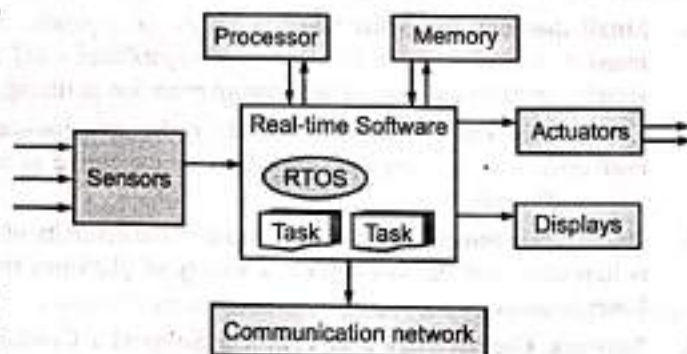 Processor
Memory
Real-time Software
Actuators
Sensors
RTOS
Task
Task
Displays
Communication network